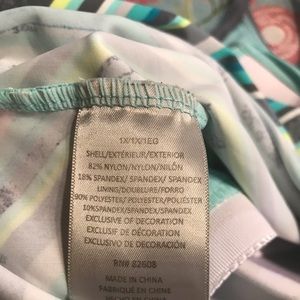 1X/1X/1EG
SHELL/EXTÉRIEUR/EXTERIOR
82% NYLON/NYLON/NYLON
18% SPANDEX/ SPANDEX/ SPANDEX
LINING/DOUBLURE/FORRO
90% POLYESTER/POLYESTER/POLIÉSTER
10%SPANDEX/ SPANDEX/ SPANDEX
EXCLUSIVE OF DECORATION
EXCLUSIF DE DÉCORATION
EXCLUSIVO DE DECORACIÓN
RN# 82608
MADE IN CHINA
FABRIQUÉ EN CHINE
HECHO EN CHINA